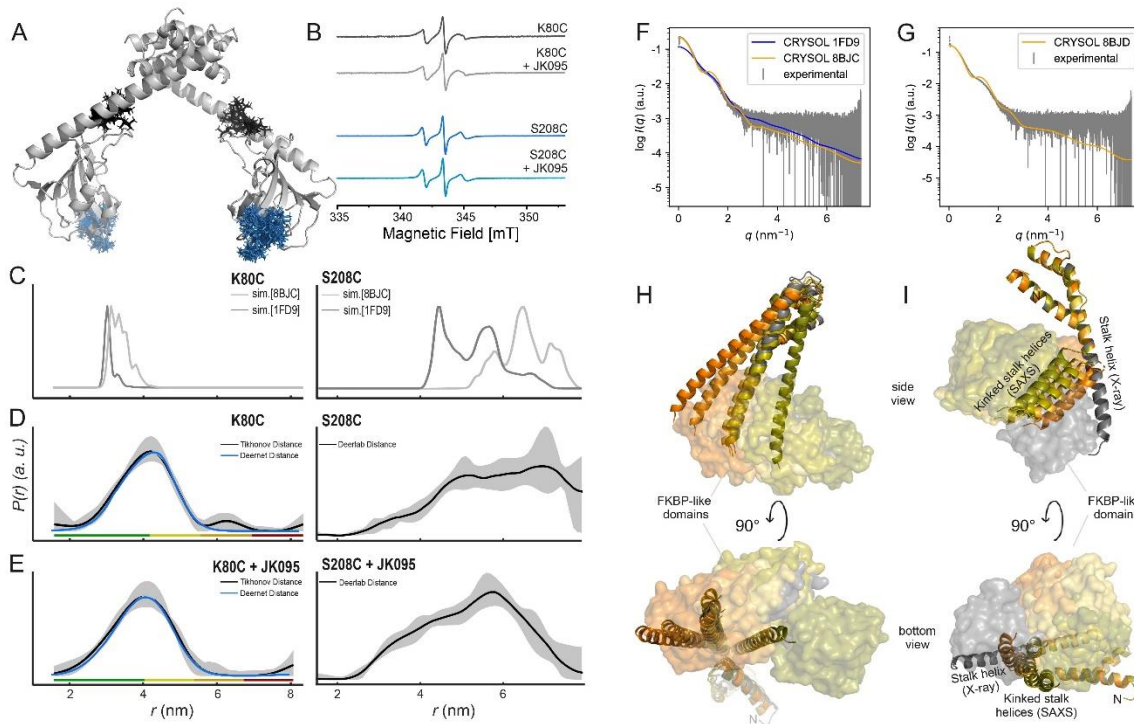 A
B
K80C
K80C
+ JK095
S208C
S208C
+ JK095
335 340 345 350
Magnetic Field [mT]
C
K80C
sim.[8BJC]
sim.[1FD9]
S208C
sim.[8BJC]
sim.[1FD9]
D
K80C
Tikhonov Distance
Deernet Distance
S208C
Deerlab Distance
P(r) (a. u.)
E
K80C + JK095
Tikhonov Distance
Deernet Distance
S208C + JK095
Deerlab Distance
2 4 6 8
r (nm)
2 4 6
r (nm)
F
CRYSOL 1FD9
CRYSOL 8BJC
experimental
log I(q) (a.u.)
-1
-2
-3
-4
-5
0 2 4 6
q (nm⁻¹)
G
CRYSOL 8BJD
experimental
log I(q) (a.u.)
-1
-2
-3
-4
-5
0 2 4 6
q (nm⁻¹)
H
FKBP-like
domains
90°
N
I
side
view
Kinked stalk helices
(SAXS)
Stalk helix
(X-ray)
FKBP-like
domain
90°
bottom
view
Stalk helix
(X-ray)
Kinked stalk
helices (SAXS)
N